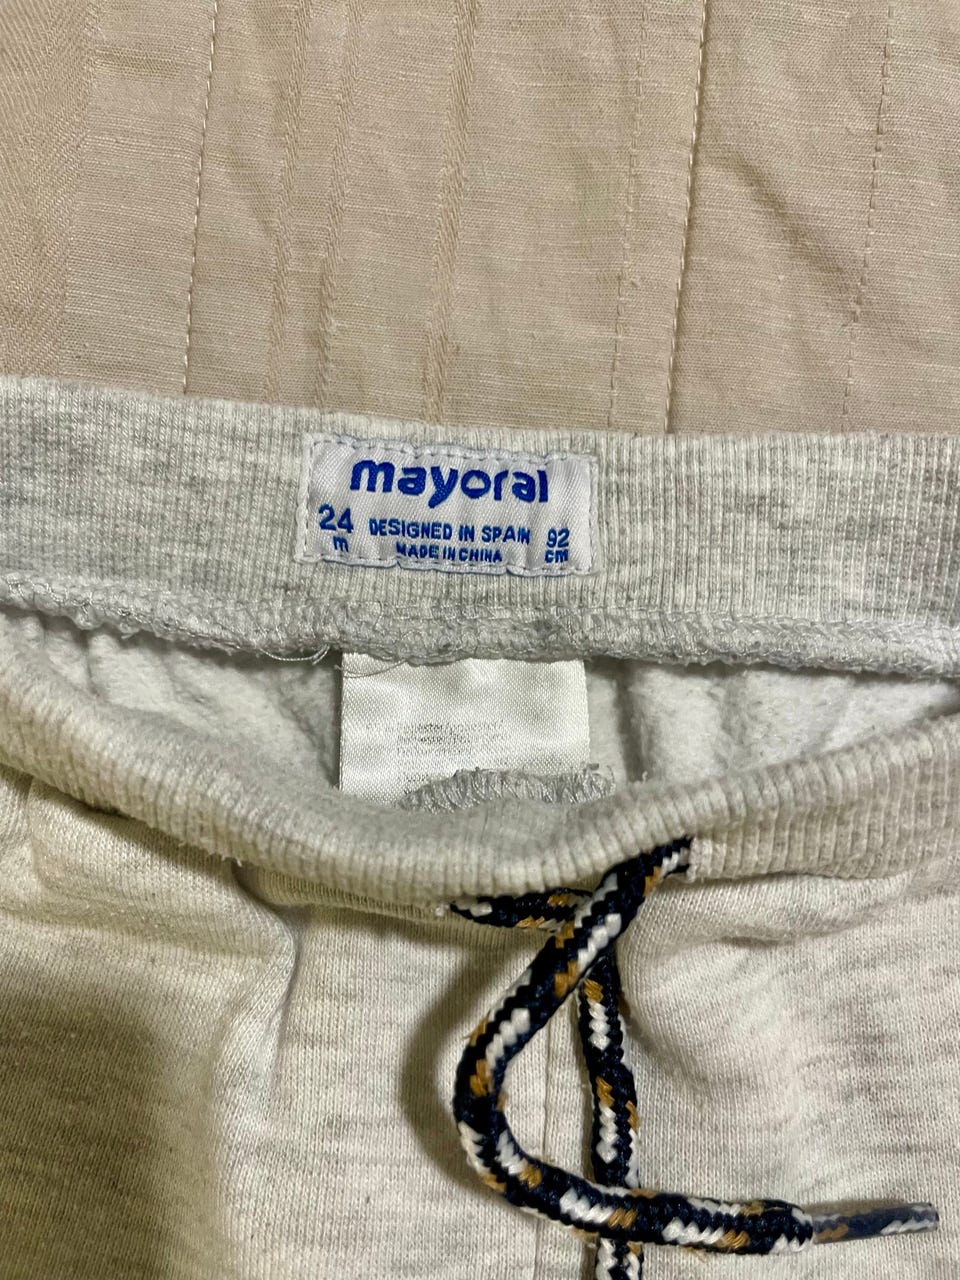 mayoral
24 m DESIGNED IN SPAIN 92 cm
MADE IN CHINA